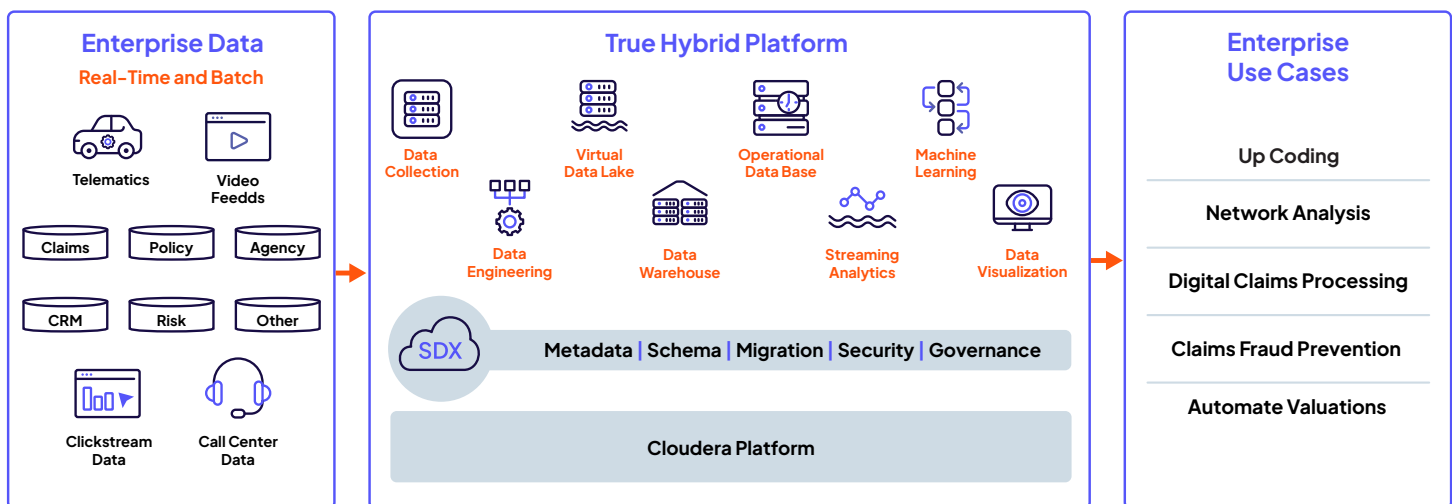 Enterprise Data
Real-Time and Batch
Telematics
Video
Feedds
Claims
Policy
Agency
CRM
Risk
Other
Clickstream
Data
Call Center
Data
True Hybrid Platform
Data
Collection
Virtual
Data Lake
Operational
Data Base
Machine
Learning
Data
Engineering
Data
Warehouse
Streaming
Analytics
Data
Visualization
SDX
Metadata | Schema | Migration | Security | Governance
Cloudera Platform
Enterprise
Use Cases
Up Coding
Network Analysis
Digital Claims Processing
Claims Fraud Prevention
Automate Valuations